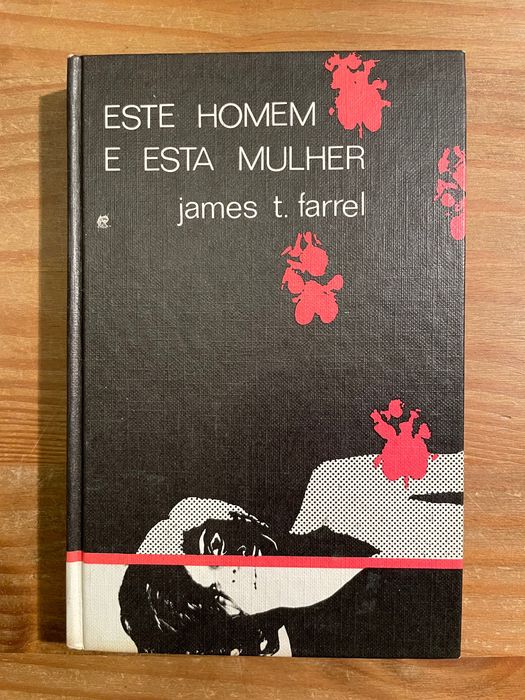 ESTE HOMEM
E ESTA MULHER
james t. farrel